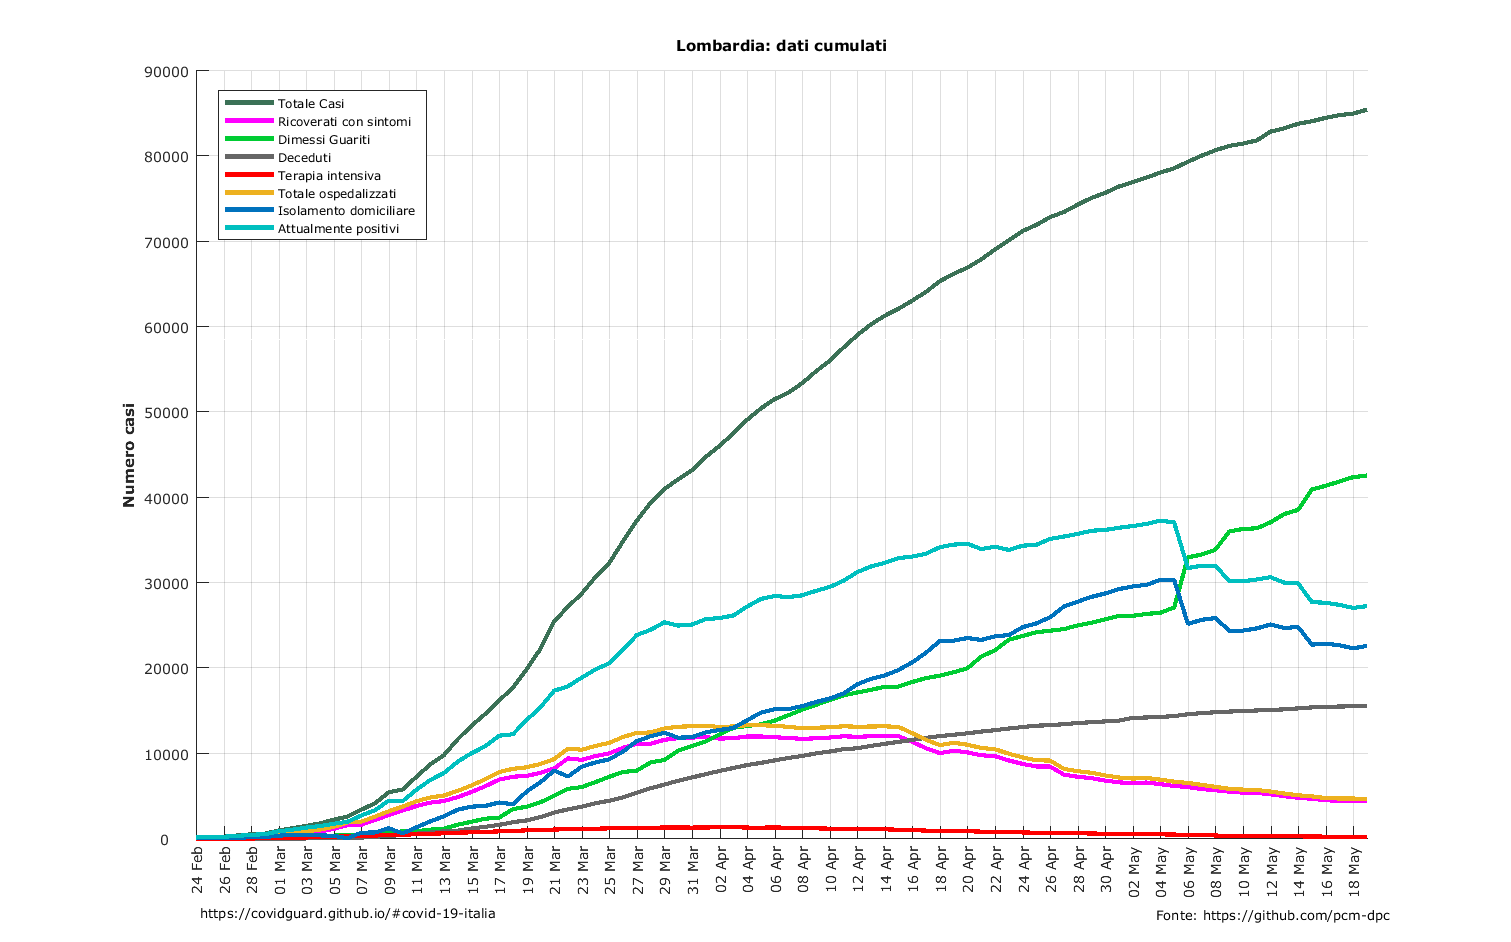 Lombardia: dati cumulati
90000
80000
70000
60000
50000
40000
30000
20000
10000
0
Numero casi
Totale Casi
Ricoverati con sintomi
Dimessi Guariti
Deceduti
Terapia intensiva
Totale ospedalizzati
Isolamento domiciliare
Attualmente positivi
24 Feb
26 Feb
28 Feb
01 Mar
03 Mar
05 Mar
07 Mar
09 Mar
11 Mar
13 Mar
15 Mar
17 Mar
19 Mar
21 Mar
23 Mar
25 Mar
27 Mar
29 Mar
31 Mar
02 Apr
04 Apr
06 Apr
08 Apr
10 Apr
12 Apr
14 Apr
16 Apr
18 Apr
20 Apr
22 Apr
24 Apr
26 Apr
28 Apr
30 Apr
02 May
04 May
06 May
08 May
10 May
12 May
14 May
16 May
18 May
https://covidguard.github.io/#covid-19-italia
Fonte: https://github.com/pcm-dpc